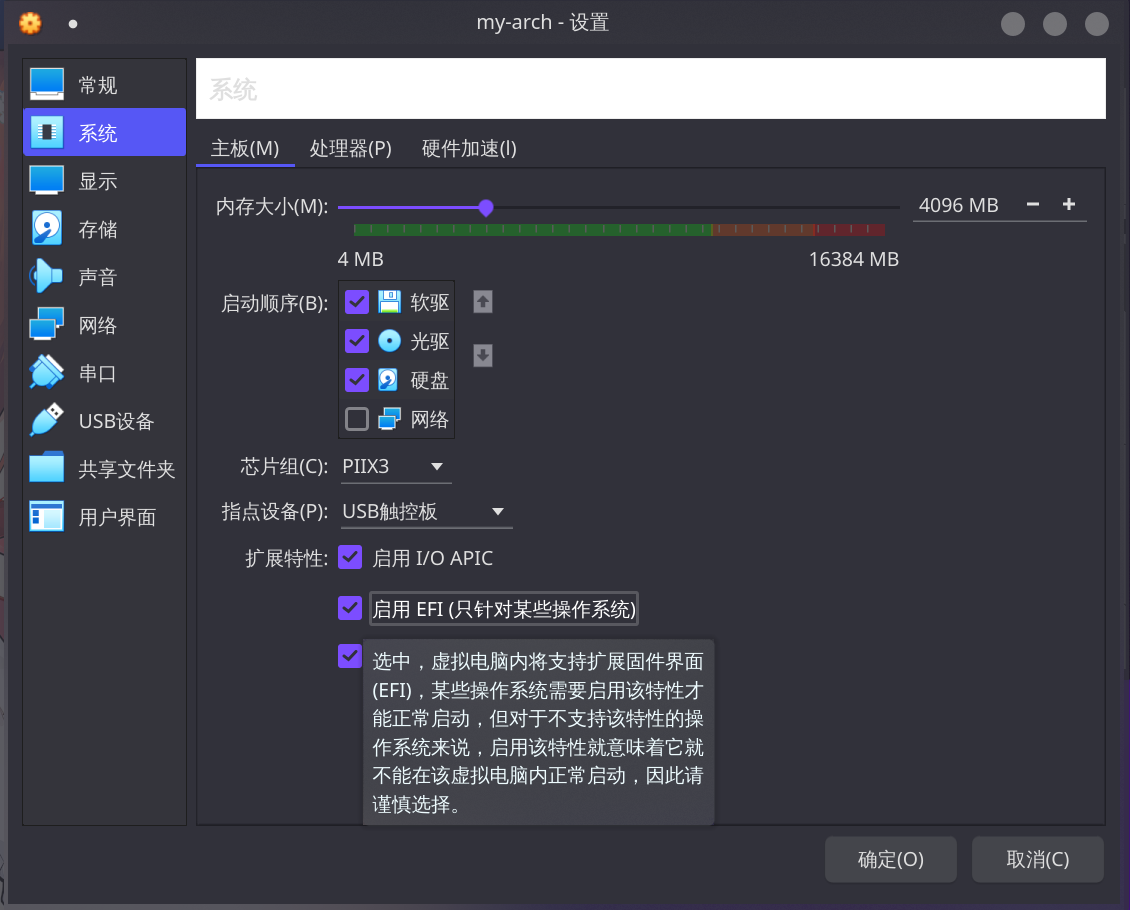 my-arch - 设置
常规
系统
显示
存储
声音
网络
串口
USB设备
共享文件夹
用户界面
系统
主板(M) 处理器(P) 硬件加速(l)
内存大小(M): 4096 MB
4 MB 16384 MB
启动顺序(B): 软驱
光驱
硬盘
网络
芯片组(C): PIIX3
指点设备(P): USB触控板
扩展特性: 启用 I/O APIC
启用 EFI (只针对某些操作系统)
选中，虚拟电脑内将支持扩展固件界面
(EFI)，某些操作系统需要启用该特性才
能正常启动，但对于不支持该特性的操
作系统来说，启用该特性就意味着它就
不能在该虚拟电脑内正常启动，因此请
谨慎选择。
确定(O) 取消(C)